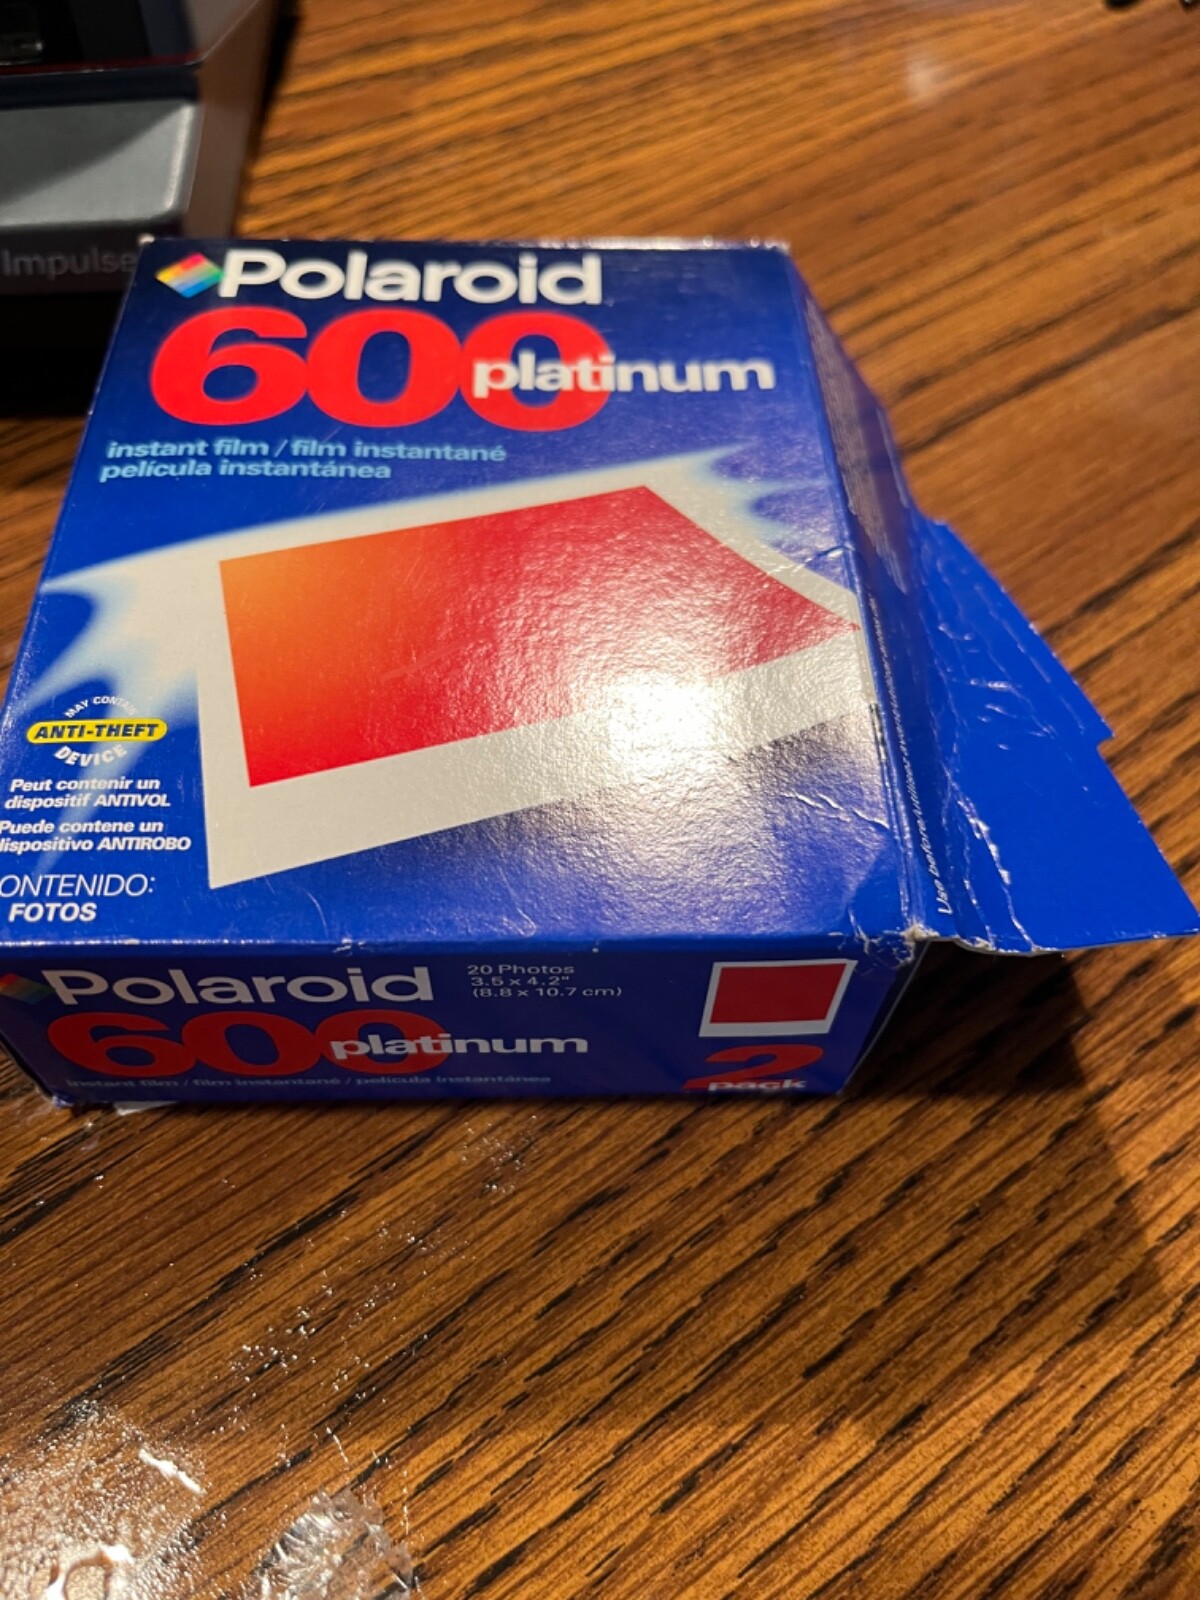 Impulse
Polaroid
600 platinum
instant film / film instantané
película instantánea
MAY CONTAIN
ANTI-THEFT
DEVICE
Peut contenir un
dispositif ANTIVOL
Puede contene un
dispositivo ANTIROBO
ONTENIDO:
FOTOS
Use before
Polaroid
20 Photos
3.5 x 4.2"
(8.8 x 10.7 cm)
600 platinum
2
pack
instant film / film instantané / película instantánea